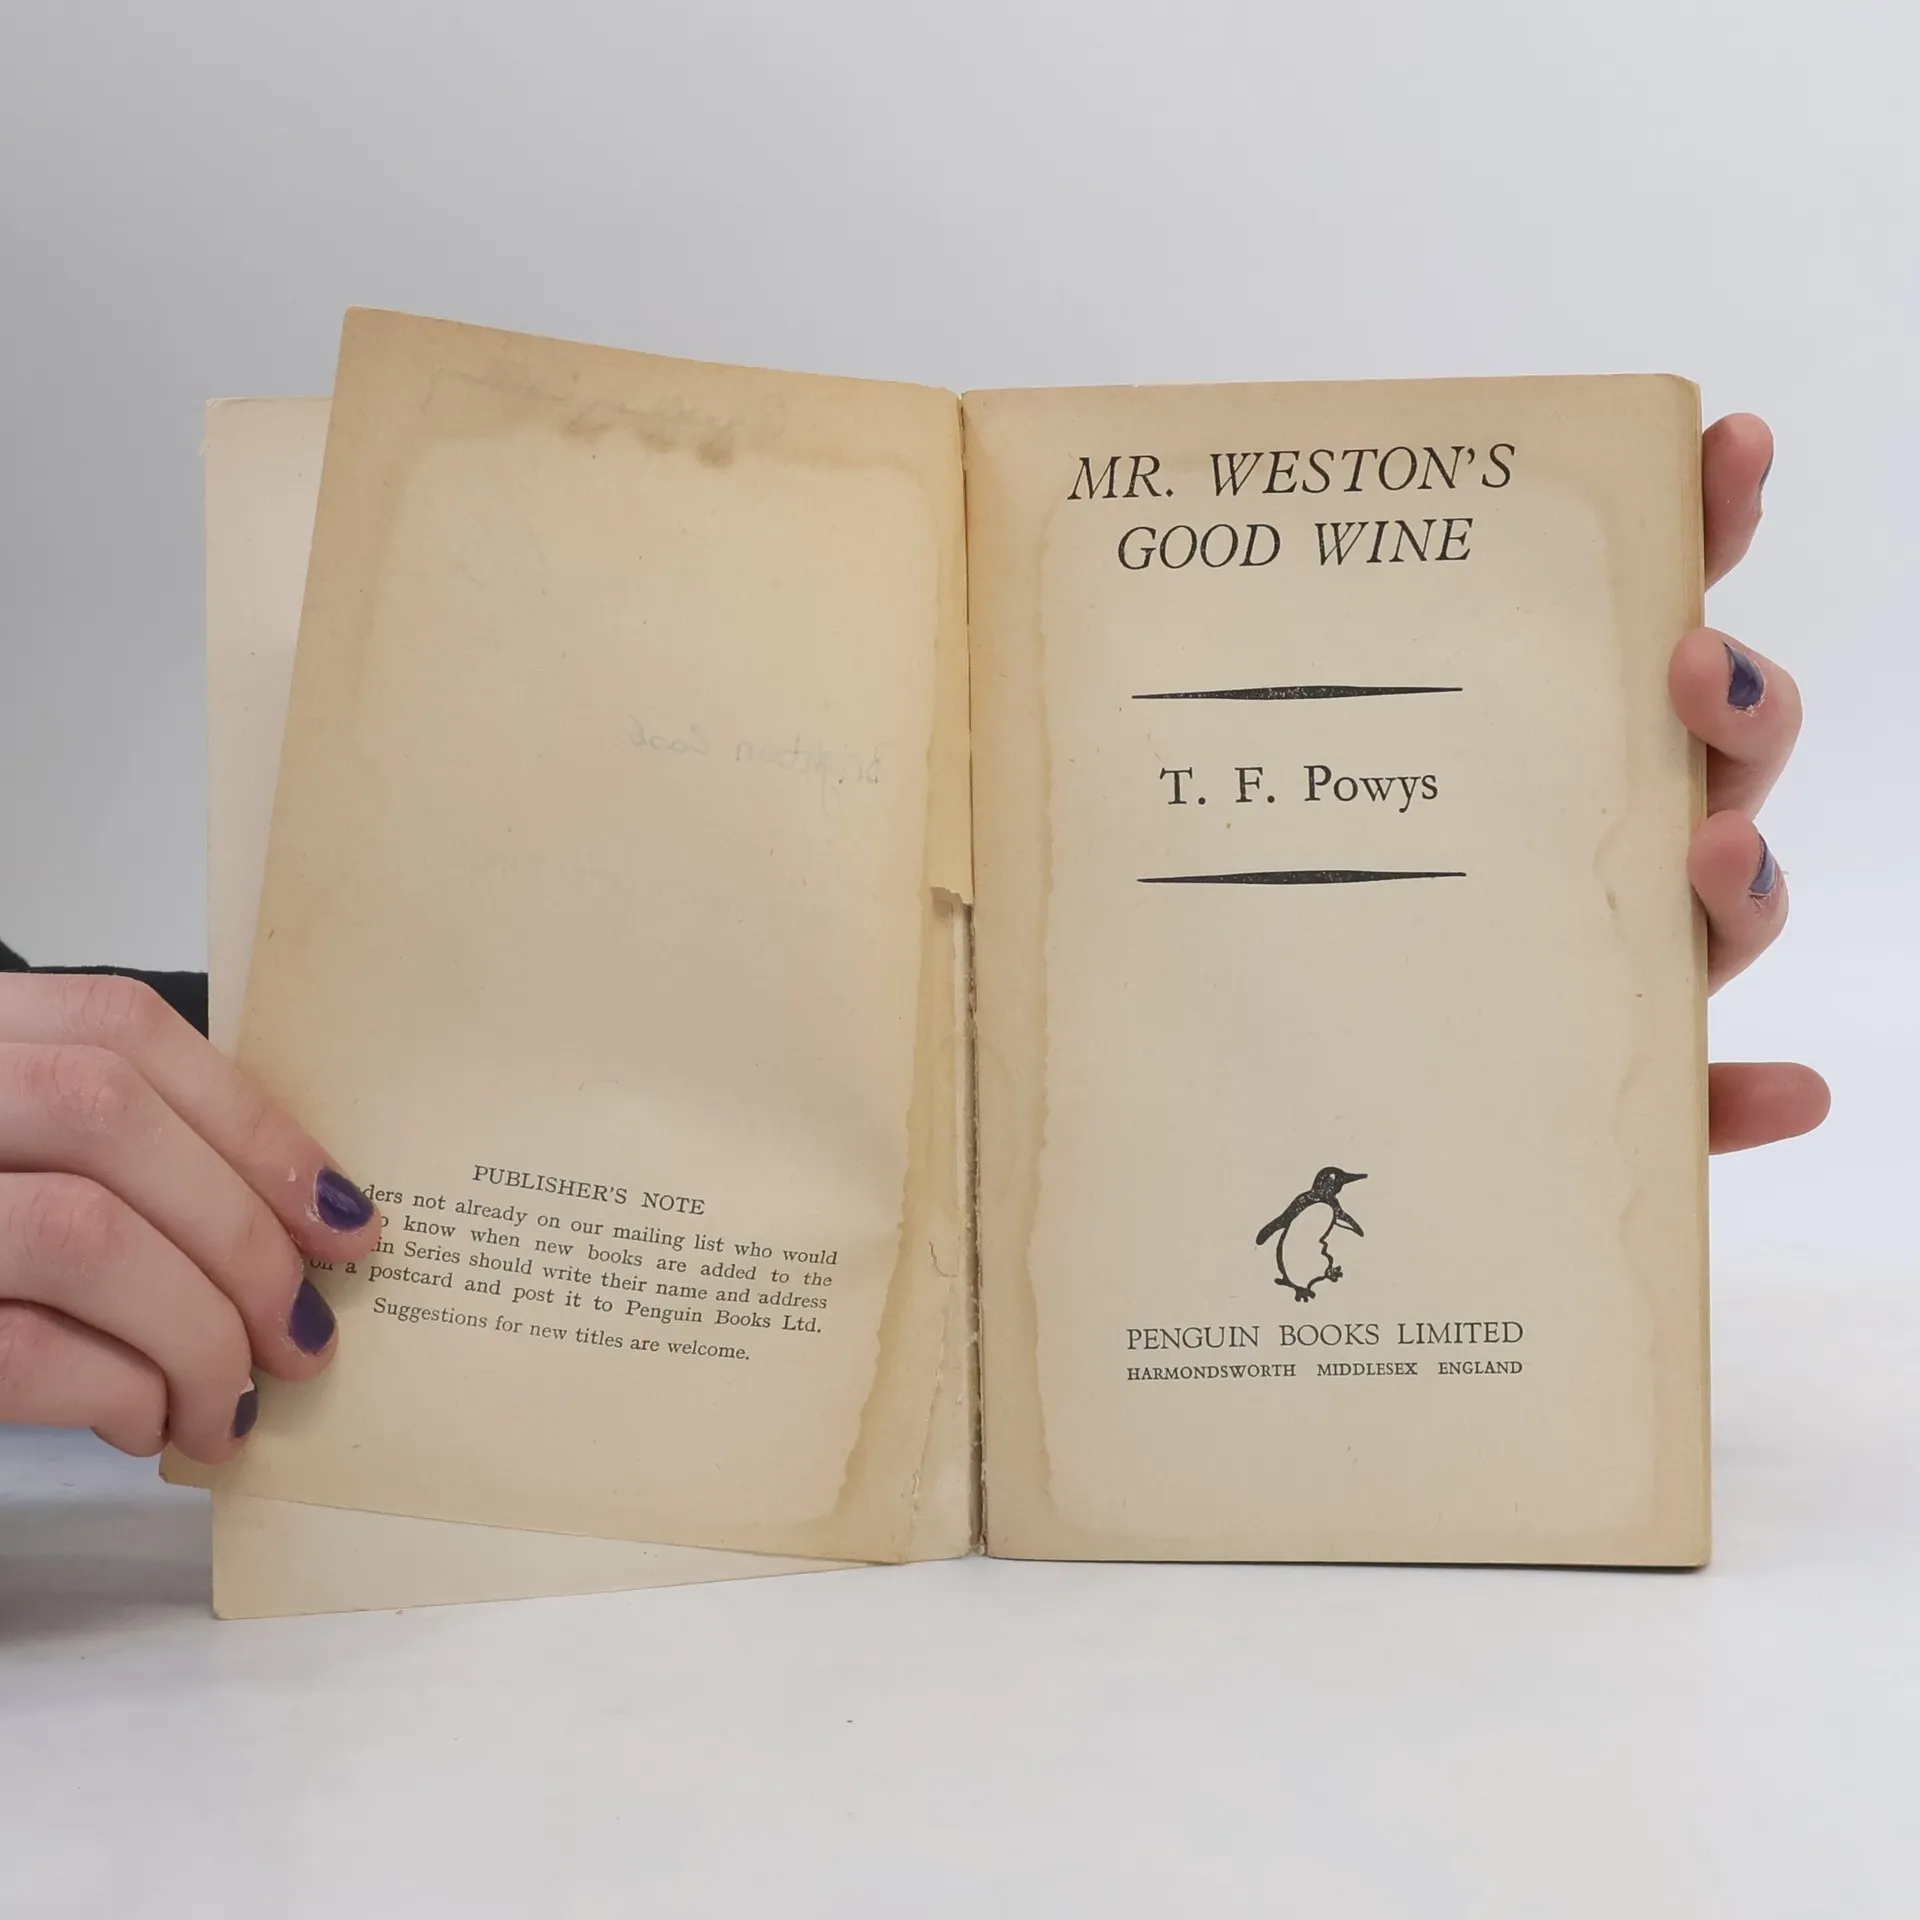 PUBLISHER'S NOTE
not already on our mailing list who would
know when new books are added to the
Series should write their name and address
on a postcard and post it to Penguin Books Ltd.
Suggestions for new titles are welcome.
MR. WESTON'S
GOOD WINE
T. F. Powys
PENGUIN BOOKS LIMITED
HARMONDSWORTH MIDDLESEX ENGLAND